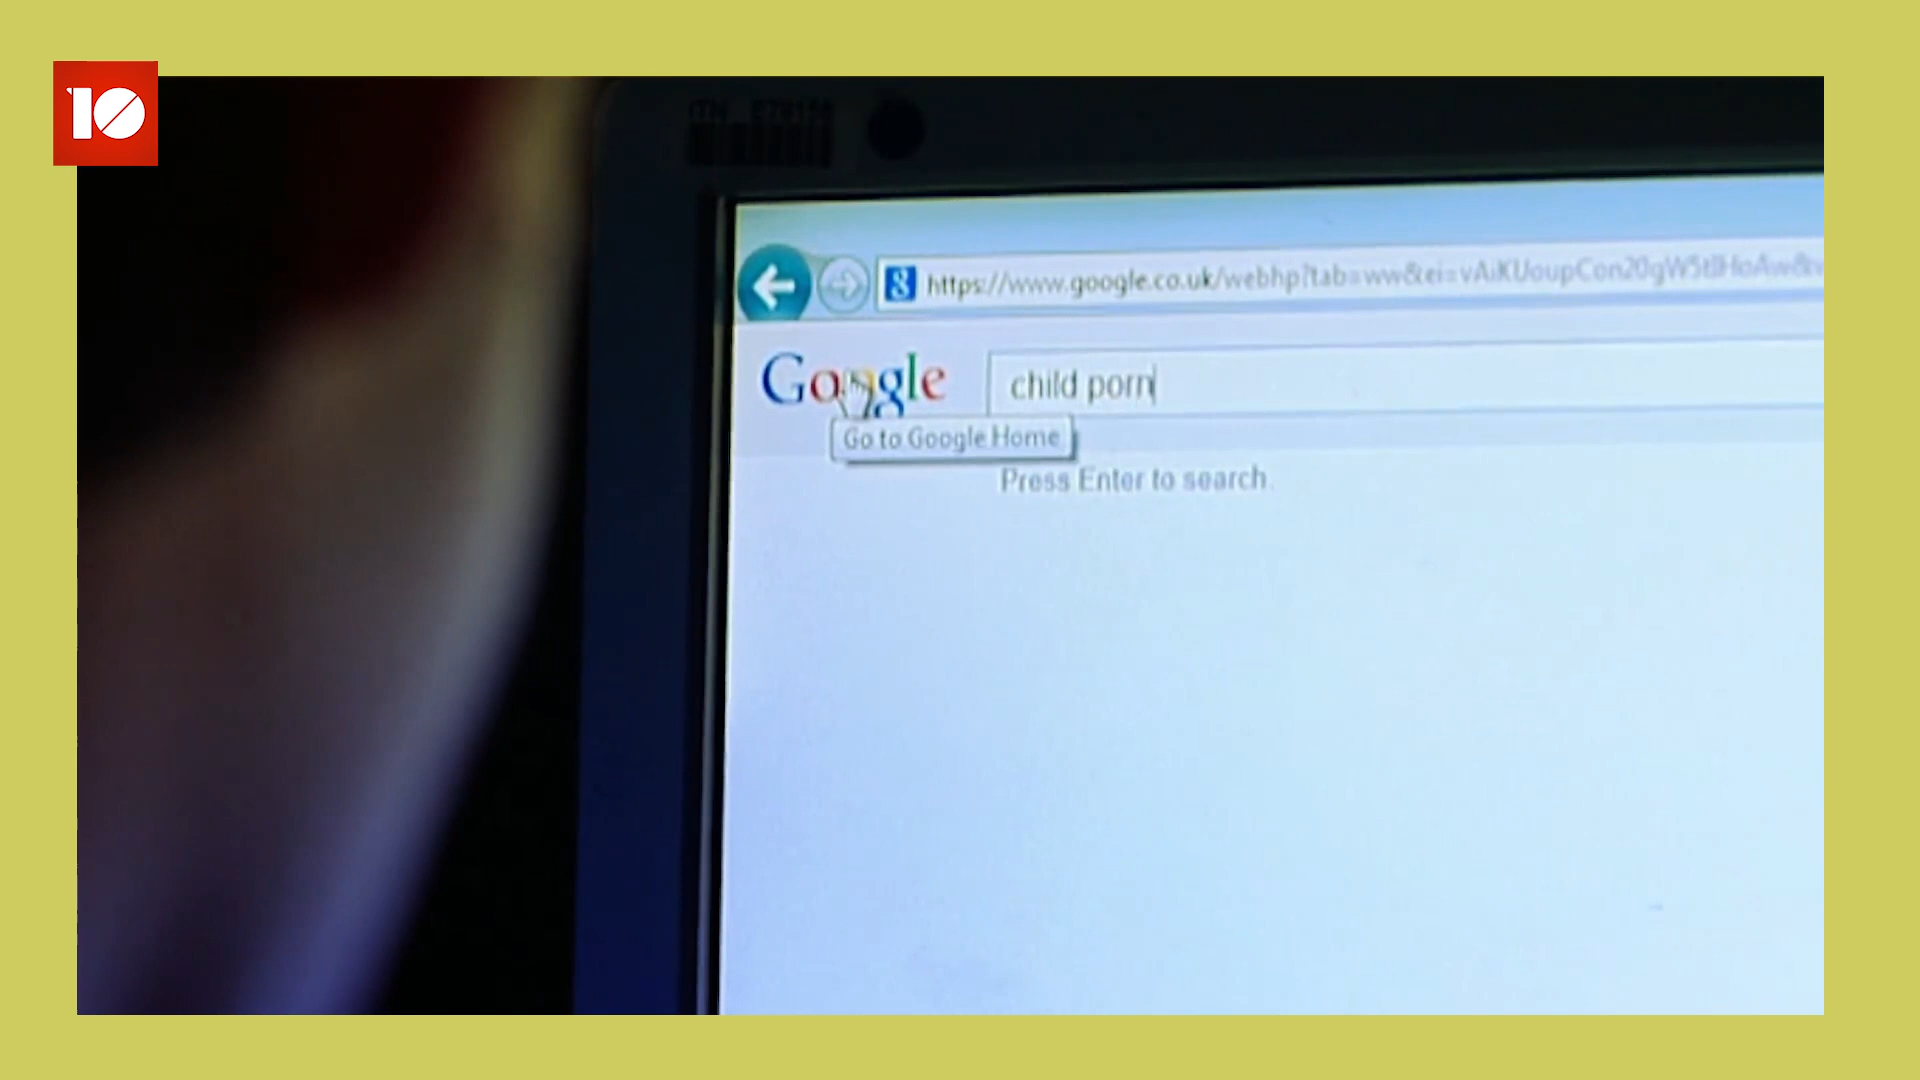 10
https://www.google.co.uk/webhp?tab=ww&ei=
Google
child porn
Go to Google Home
Press Enter to search.